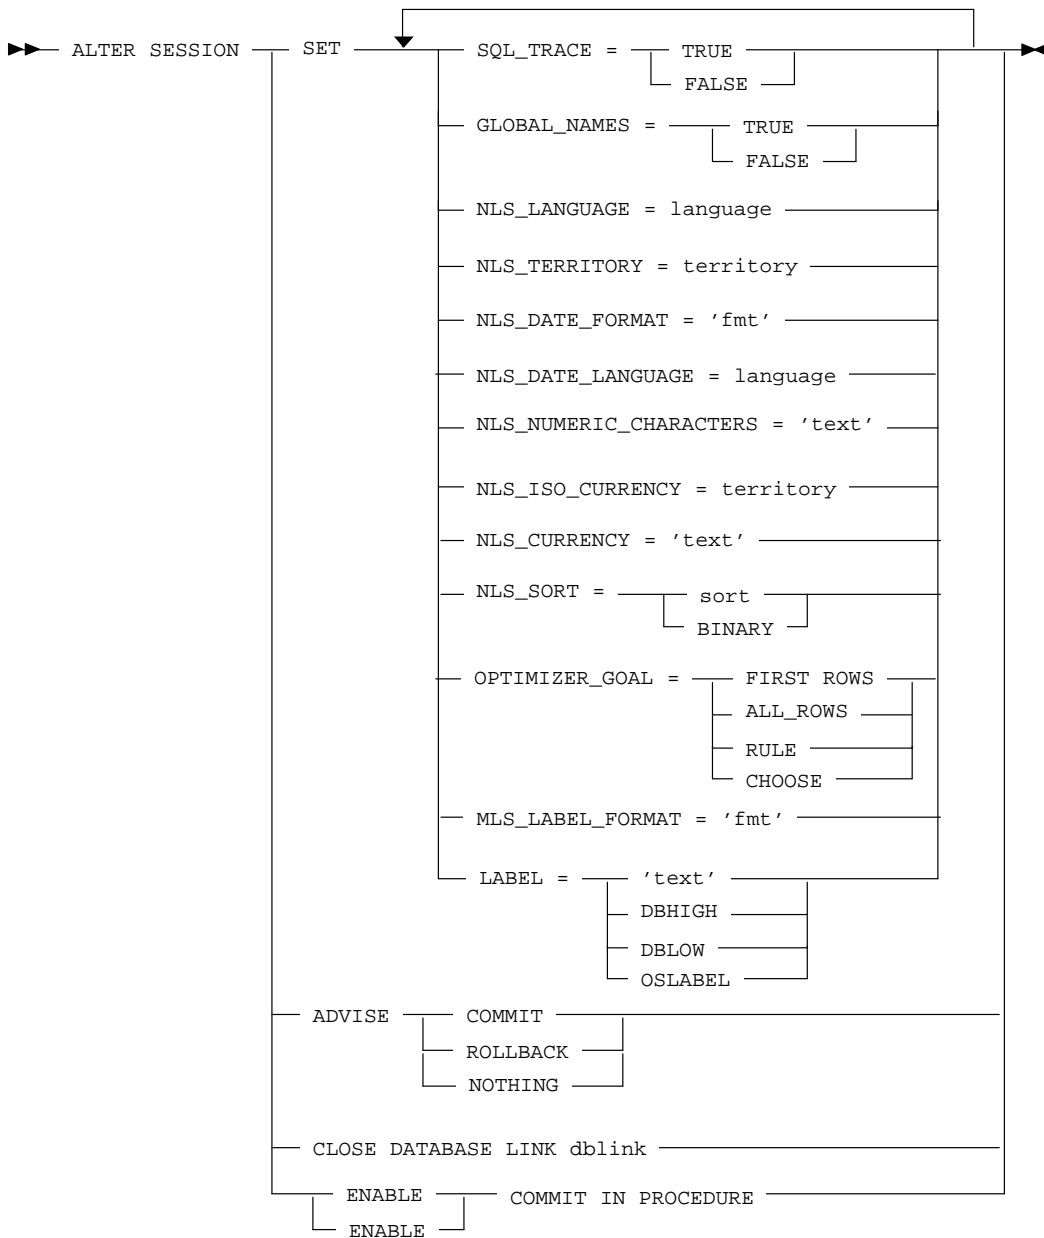 ALTER SESSION SET SQL_TRACE = TRUE
FALSE
GLOBAL_NAMES = TRUE
FALSE
NLS_LANGUAGE = language
NLS_TERRITORY = territory
NLS_DATE_FORMAT = ′fmt′
NLS_DATE_LANGUAGE = language
NLS_NUMERIC_CHARACTERS = ′text′
NLS_ISO_CURRENCY = territory
NLS_CURRENCY = ′text′
NLS_SORT = sort
BINARY
OPTIMIZER_GOAL = FIRST ROWS
ALL_ROWS
RULE
CHOOSE
MLS_LABEL_FORMAT = ′fmt′
LABEL = ′text′
DBHIGH
DBLOW
OSLABEL
ADVISE COMMIT
ROLLBACK
NOTHING
CLOSE DATABASE LINK dblink
ENABLE COMMIT IN PROCEDURE
ENABLE